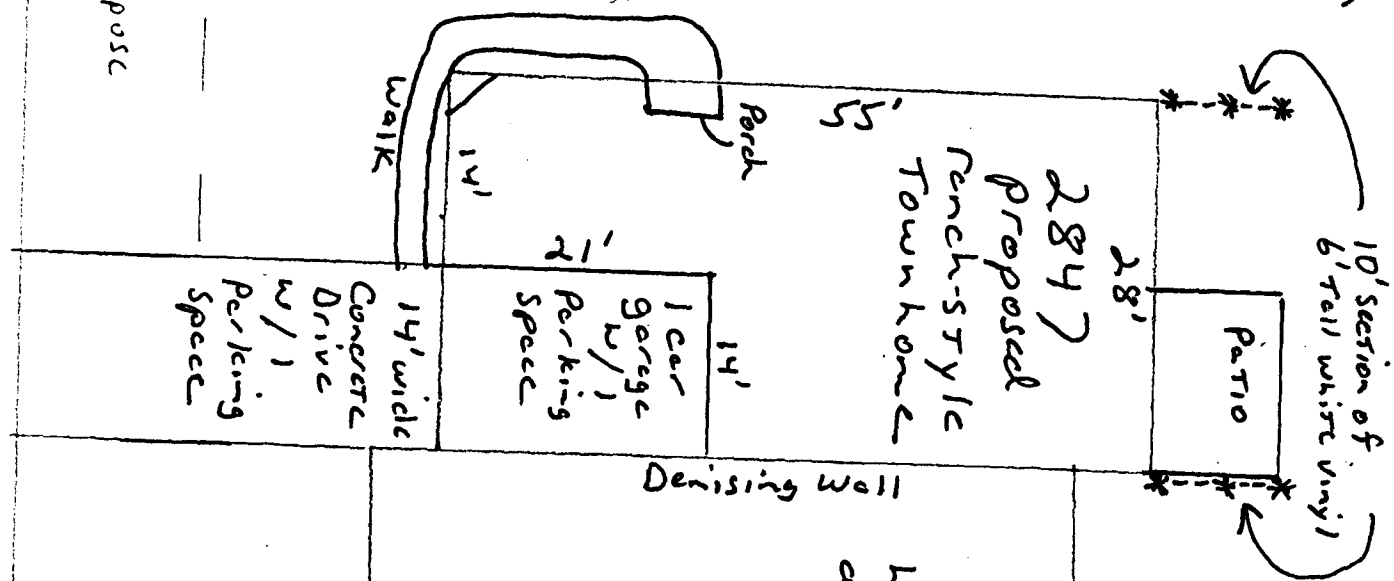 pose
Walk
Porch
55'
14'
21'
2847
proposed
ranch-style
Townhome
28'
Patio
10' section of
6' Tall white vinyl
14' wide
Concrete
Drive
w/1
Parking
Space
1 car
garage
w/1
Parking
Space
14'
Demising Wall